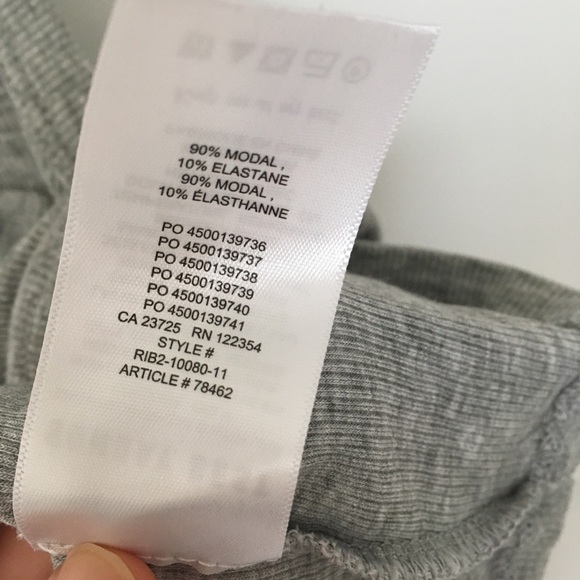 90% MODAL ,
10% ELASTANE
90% MODAL ,
10% ÉLASTHANNE
PO 4500139736
PO 4500139737
PO 4500139738
PO 4500139739
PO 4500139740
PO 4500139741
CA 23725 RN 122354
STYLE #
RIB2-10080-11
ARTICLE # 78462